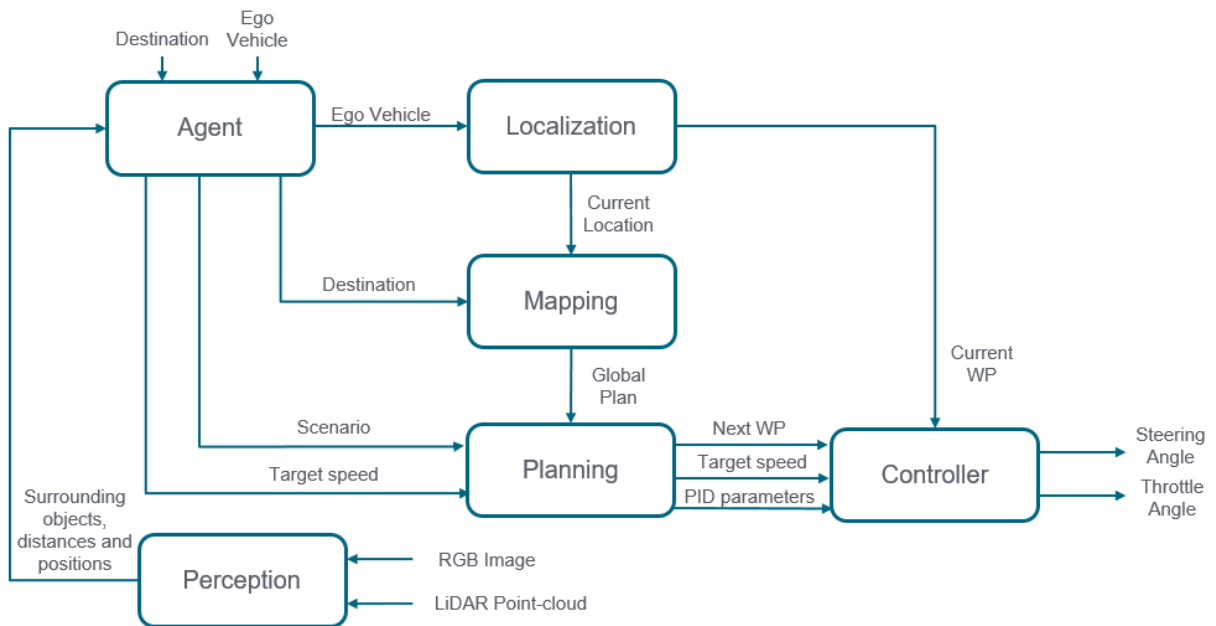 Destination
Ego
Vehicle
Agent
Ego Vehicle
Localization
Current
Location
Destination
Mapping
Global
Plan
Current
WP
Scenario
Target speed
Planning
Next WP
Target speed
PID parameters
Controller
Steering
Angle
Throttle
Angle
Surrounding
objects,
distances and
positions
Perception
RGB Image
LiDAR Point-cloud